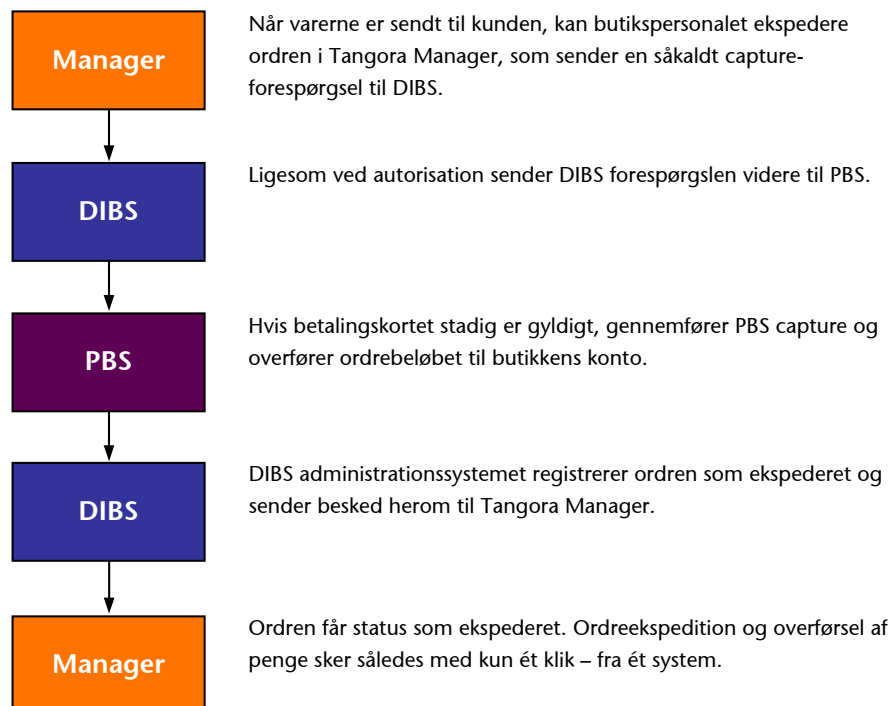 Manager
Når varerne er sendt til kunden, kan butikspersonalet ekspedere
ordren i Tangora Manager, som sender en såkaldt capture-
forespørgsel til DIBS.
DIBS
Ligesom ved autorisation sender DIBS forespørgslen videre til PBS.
PBS
Hvis betalingskortet stadig er gyldigt, gennemfører PBS capture og
overfører ordrebeløbet til butikkens konto.
DIBS
DIBS administrationssystemet registrerer ordren som ekspederet og
sender besked herom til Tangora Manager.
Manager
Ordren får status som ekspederet. Ordreekspedition og overførsel af
penge sker således med kun ét klik – fra ét system.